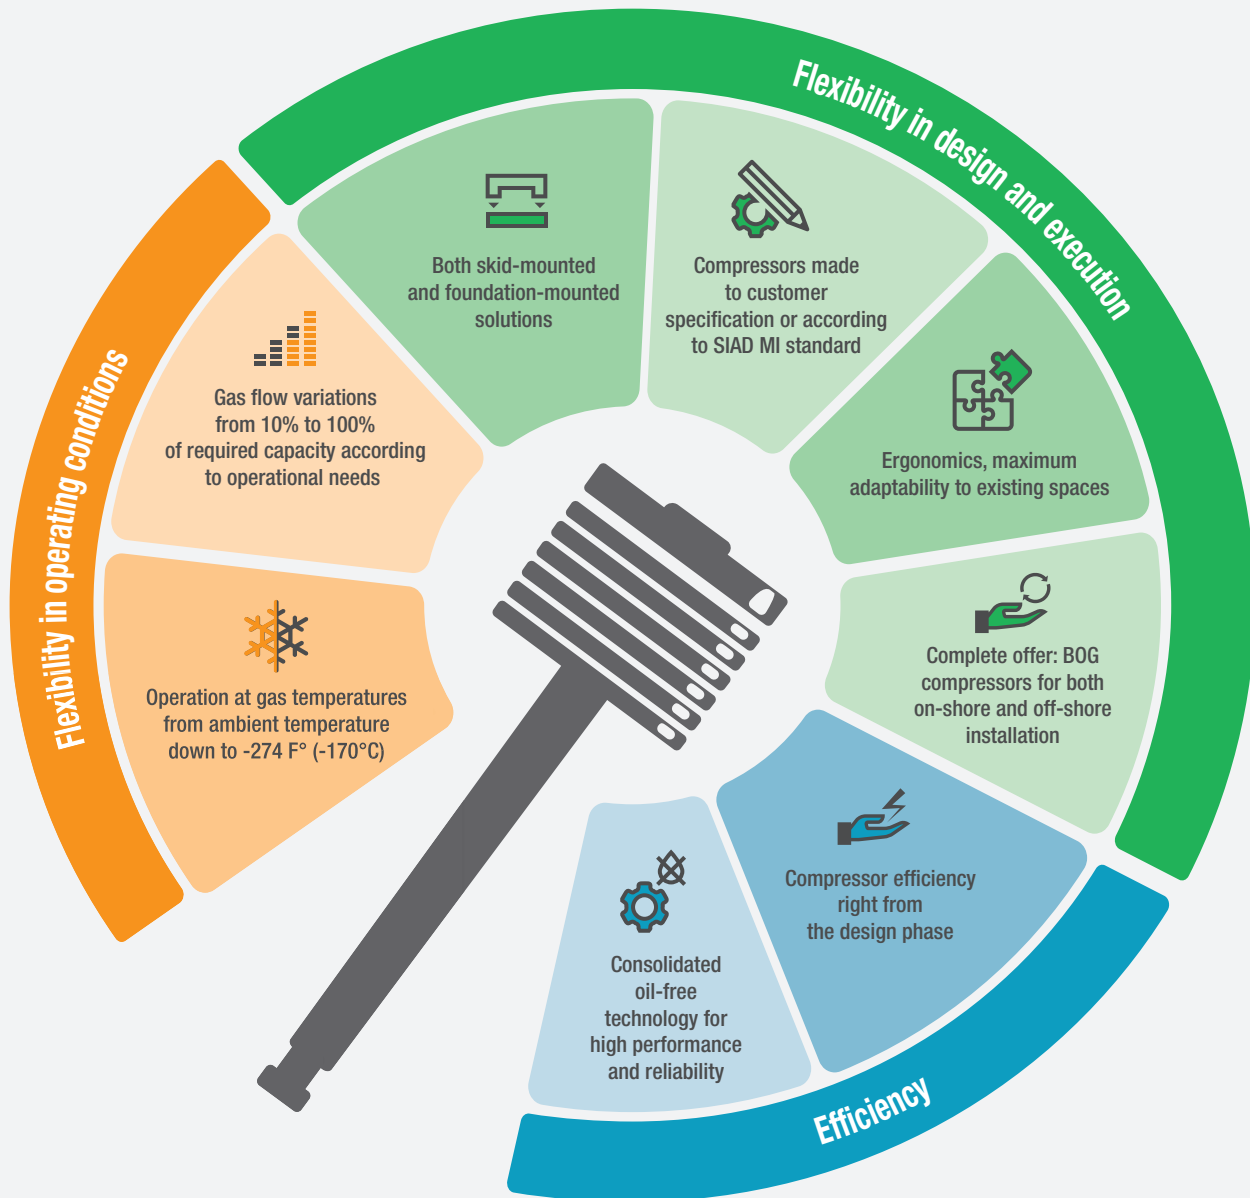 Flexibility in operating conditions
Operation at gas temperatures
from ambient temperature
down to -274 F° (-170°C)
Gas flow variations
from 10% to 100%
of required capacity according
to operational needs
Flexibility in design and execution
Both skid-mounted
and foundation-mounted
solutions
Compressors made
to customer
specification or according
to SIAD MI standard
Ergonomics, maximum
adaptability to existing spaces
Complete offer: BOG
compressors for both
on-shore and off-shore
installation
Efficiency
Compressor efficiency
right from
the design phase
Consolidated
oil-free
technology for
high performance
and reliability